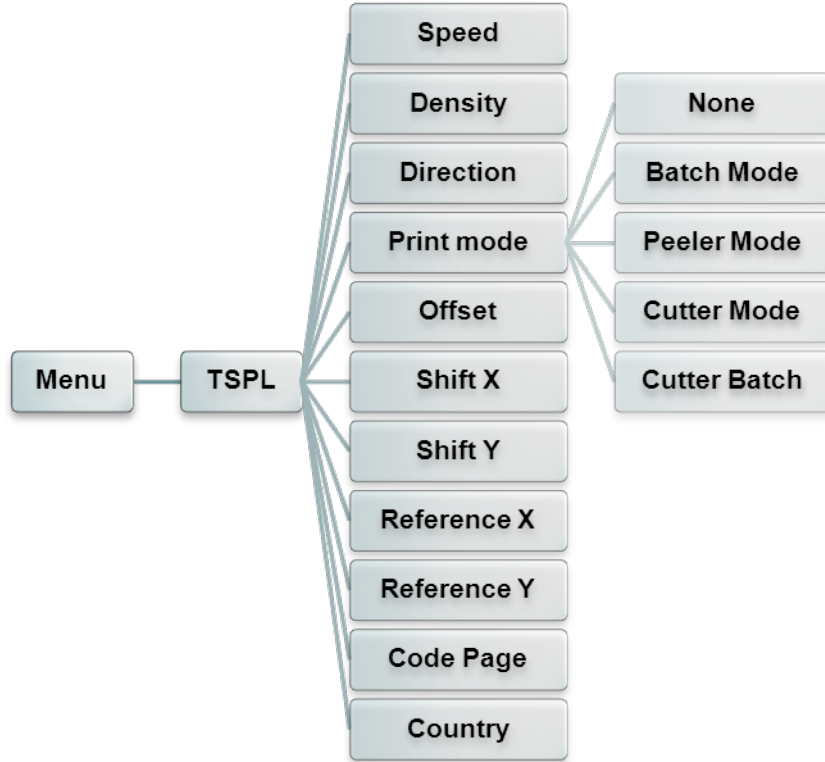 Menu
TSPL
Speed
Density
Direction
Print mode
Offset
Shift X
Shift Y
Reference X
Reference Y
Code Page
Country
None
Batch Mode
Peeler Mode
Cutter Mode
Cutter Batch